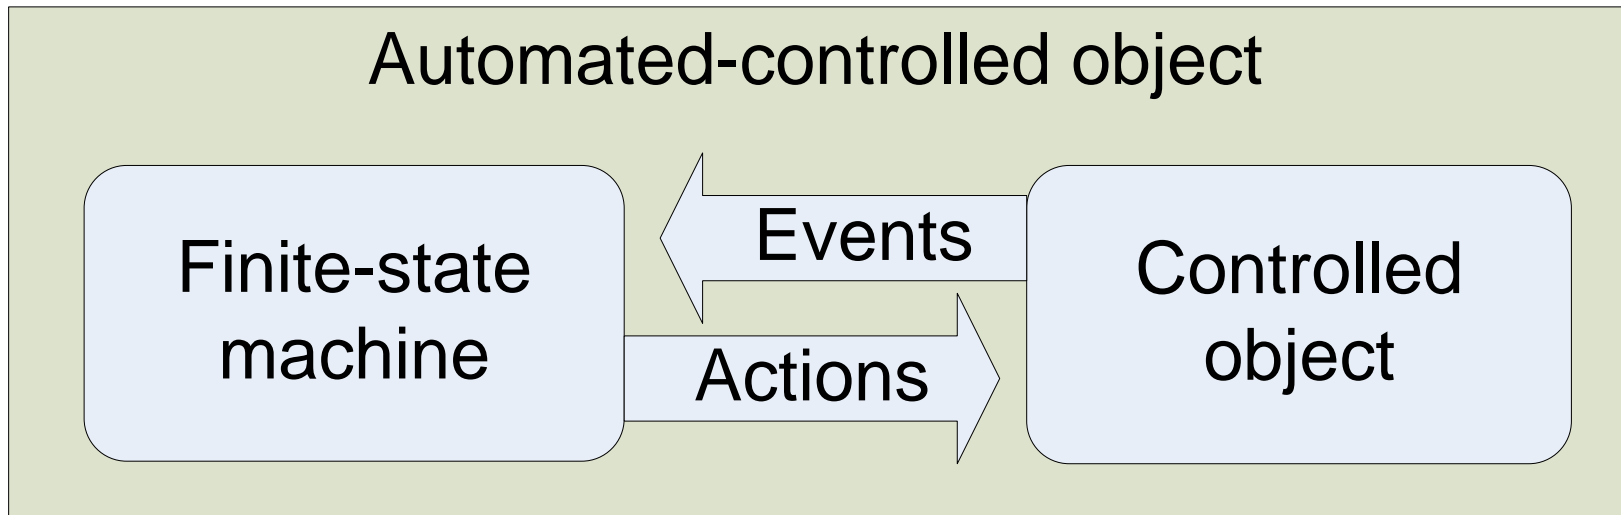 Automated-controlled object
Finite-state
machine
Events
Actions
Controlled
object